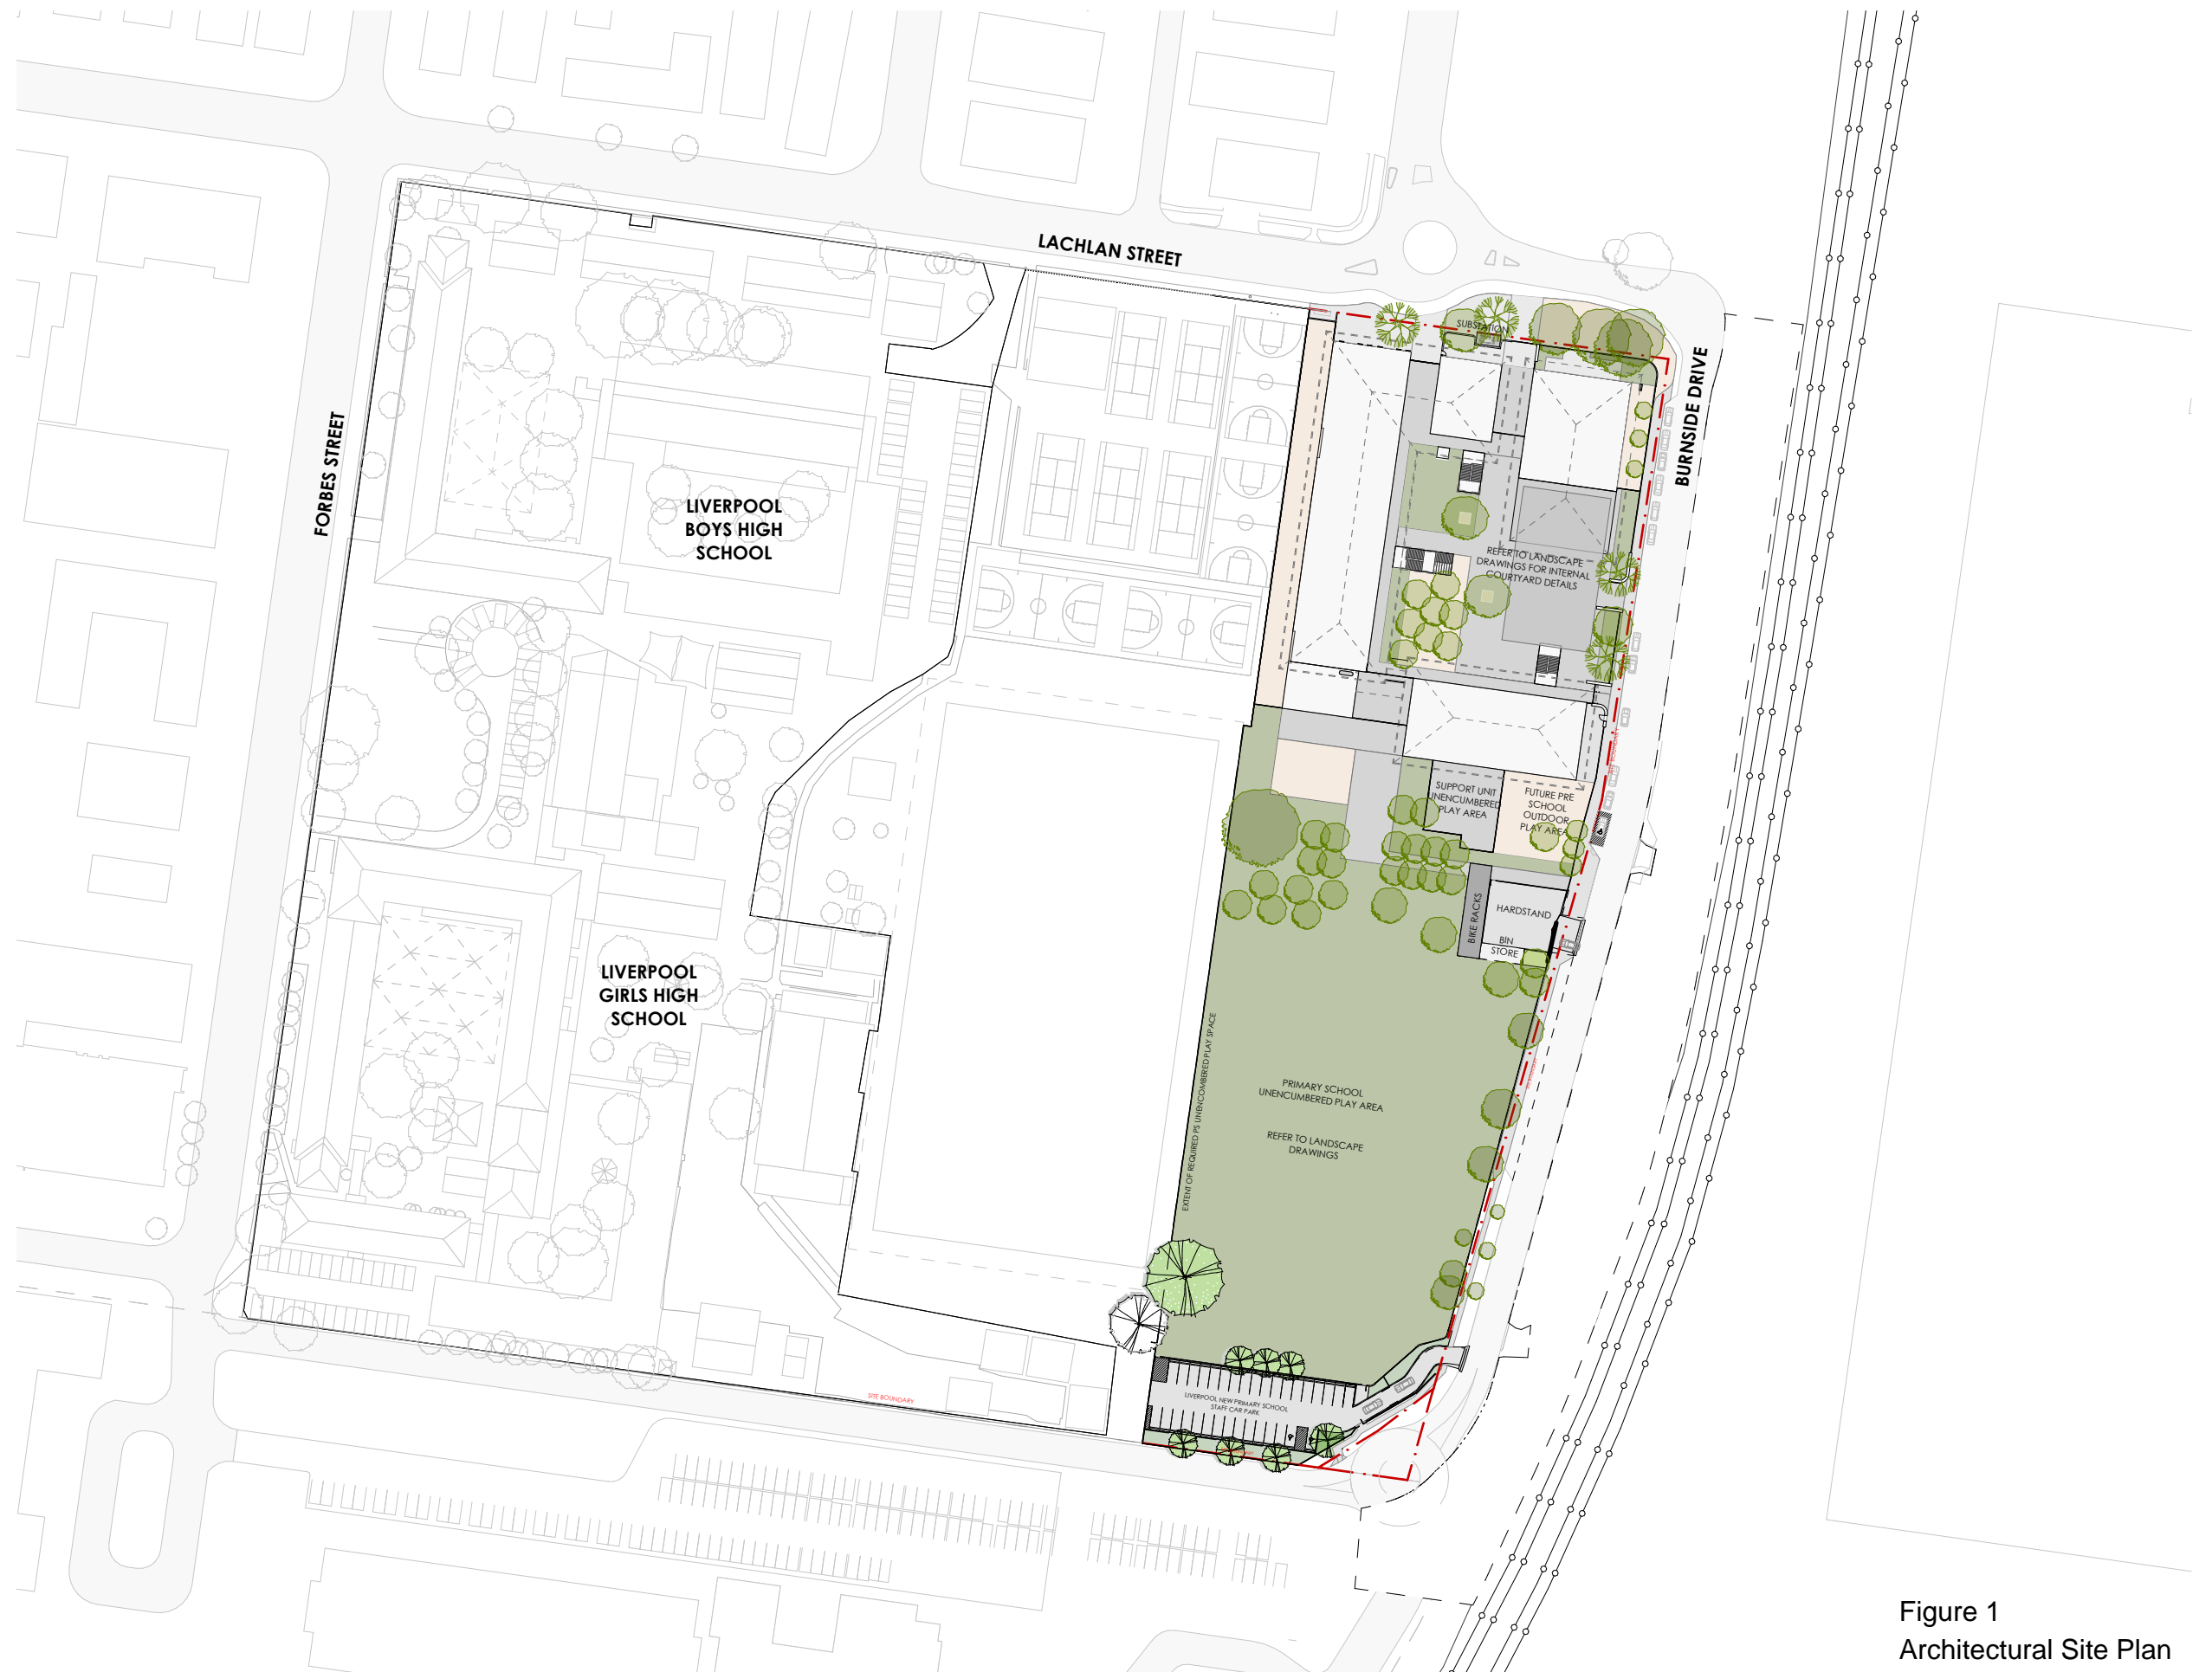 LACHLAN STREET
SUBSTATION
BURNSIDE DRIVE
FORBES STREET
LIVERPOOL
BOYS HIGH
SCHOOL
REFER TO LANDSCAPE
DRAWINGS FOR INTERNAL
COURTYARD DETAILS
SUPPORT UNIT
UNENCUMBERED
PLAY AREA
FUTURE PRE
SCHOOL
OUTDOOR
PLAY AREA
BIKE RACKS
HARDSTAND
BIN
STORE
LIVERPOOL
GIRLS HIGH
SCHOOL
EXTENT OF REQUIRED PS UNENCOMBERED PLAY SPACE
PRIMARY SCHOOL
UNENCUMBERED PLAY AREA
REFER TO LANDSCAPE
DRAWINGS
SITE BOUNDARY
LIVERPOOL NEW PRIMARY SCHOOL
STAFF CAR PARK
Figure 1
Architectural Site Plan